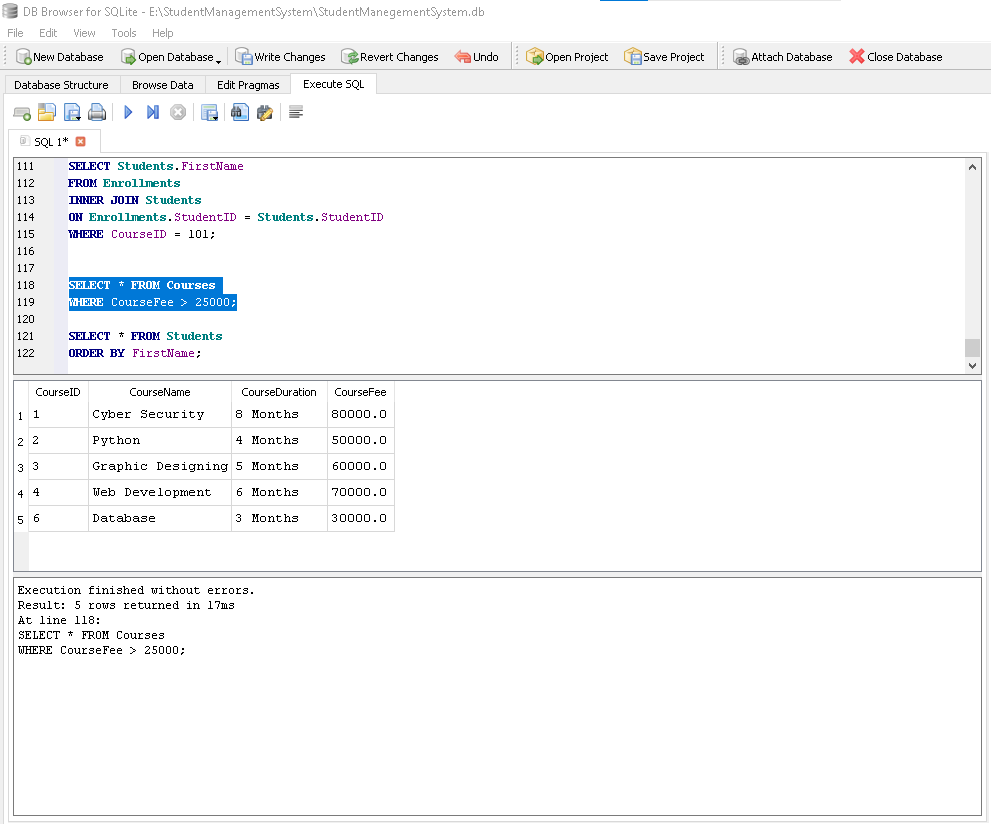 DB Browser for SQLite - E:\StudentManagementSystem\StudentManegementSystem.db
File Edit View Tools Help
New Database Open Database Write Changes Revert Changes Undo Open Project Save Project Attach Database Close Database
Database Structure Browse Data Edit Pragmas Execute SQL
SQL 1*
111 SELECT Students.FirstName
112 FROM Enrollments
113 INNER JOIN Students
114 ON Enrollments.StudentID = Students.StudentID
115 WHERE CourseID = 101;
116
117
118 SELECT * FROM Courses
119 WHERE CourseFee > 25000;
120
121 SELECT * FROM Students
122 ORDER BY FirstName;
CourseID CourseName CourseDuration CourseFee
1 1 Cyber Security 8 Months 80000.0
2 2 Python 4 Months 50000.0
3 3 Graphic Designing 5 Months 60000.0
4 4 Web Development 6 Months 70000.0
5 6 Database 3 Months 30000.0
Execution finished without errors.
Result: 5 rows returned in 17ms
At line 118:
SELECT * FROM Courses
WHERE CourseFee > 25000;